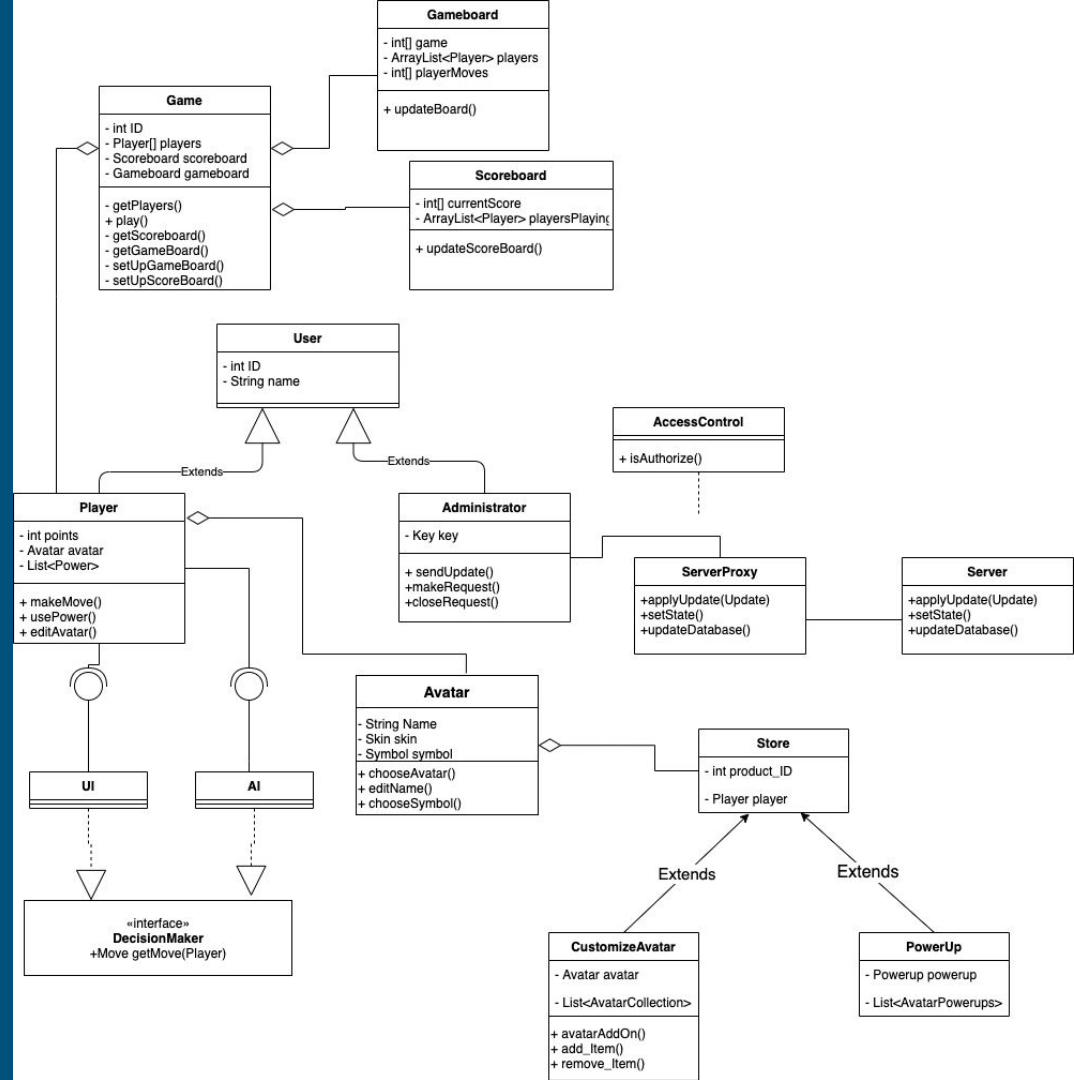 Gameboard
- int[] game
- ArrayList<Player> players
- int[] playerMoves
+ updateBoard()
Game
- int ID
- Player[] players
- Scoreboard scoreboard
- Gameboard gameboard
- getPlayers()
+ play()
- getScoreboard()
- getGameBoard()
- setUpGameBoard()
- setUpScoreBoard()
Scoreboard
- int[] currentScore
- ArrayList<Player> playersPlaying
+ updateScoreBoard()
User
- int ID
- String name
Extends
Extends
AccessControl
+ isAuthorize()
Player
- int points
- Avatar avatar
- List<Power>
+ makeMove()
+ usePower()
+ editAvatar()
Administrator
- Key key
+ sendUpdate()
+makeRequest()
+closeRequest()
ServerProxy
+applyUpdate(Update)
+setState()
+updateDatabase()
Server
+applyUpdate(Update)
+setState()
+updateDatabase()
Avatar
- String Name
- Skin skin
- Symbol symbol
+ chooseAvatar()
+ editName()
+ chooseSymbol()
Store
- int product_ID
- Player player
UI
AI
Extends
Extends
«interface»
DecisionMaker
+Move getMove(Player)
CustomizeAvatar
- Avatar avatar
- List<AvatarCollection>
+ avatarAddOn()
+ add_Item()
+ remove_Item()
PowerUp
- Powerup powerup
- List<AvatarPowerups>